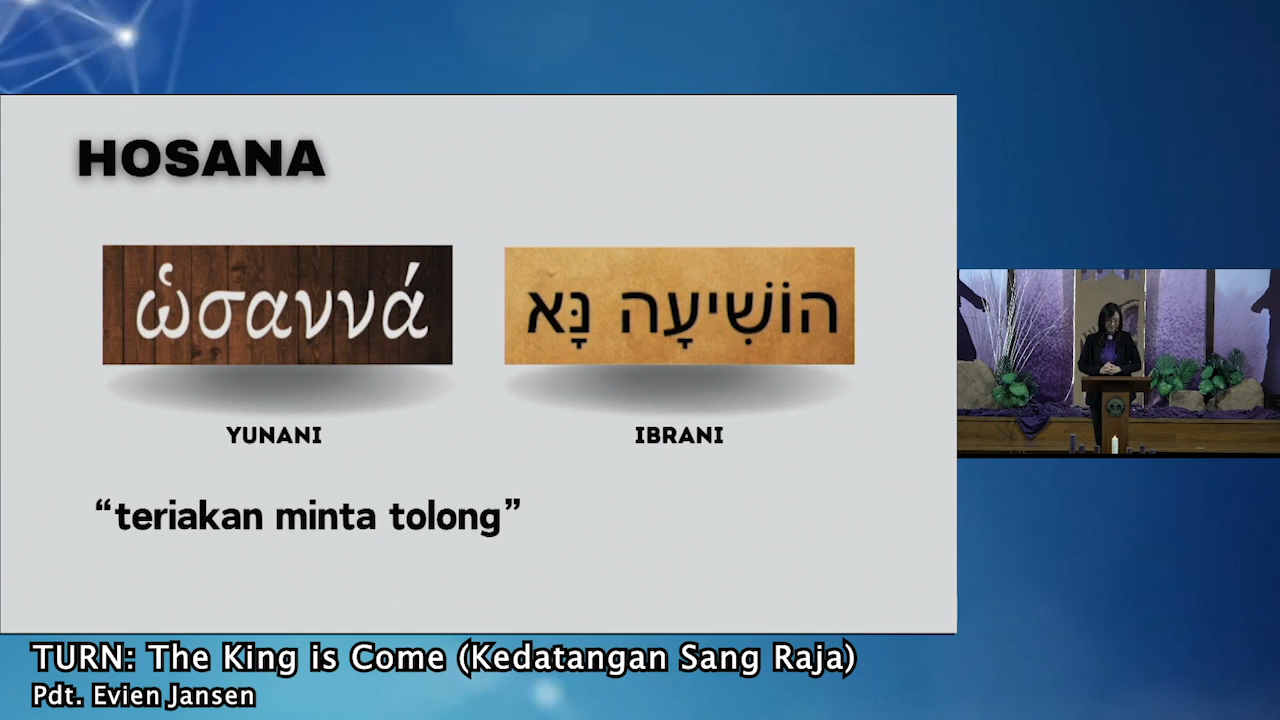 HOSANA
ὡσαννά
הוֹשִׁיעָה נָּא
YUNANI
IBRANI
“teriakan minta tolong”
TURN: The King is Come (Kedatangan Sang Raja)
Pdt. Evien Jansen